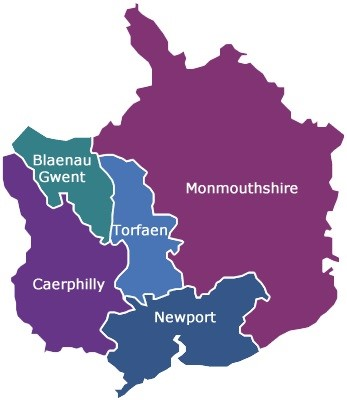 Blaenau
Gwent
Monmouthshire
Torfaen
Caerphilly
Newport